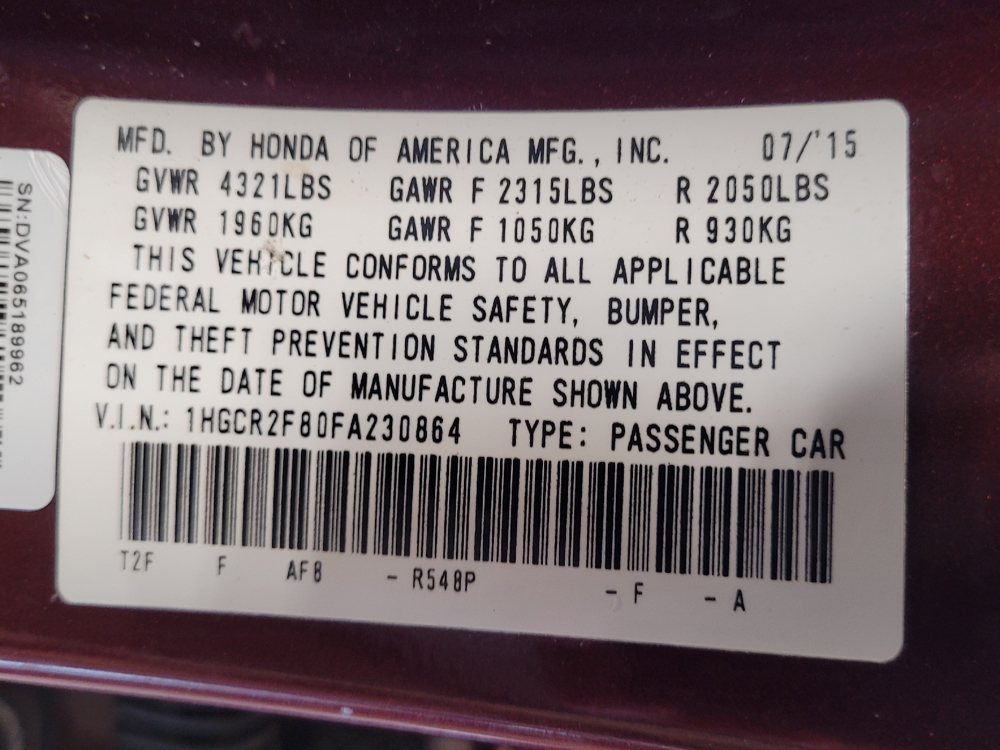 MFD. BY HONDA OF AMERICA MFG., INC. 07/'15
GVWR 4321LBS GAWR F 2315LBS R 2050LBS
GVWR 1960KG GAWR F 1050KG R 930KG
THIS VEHICLE CONFORMS TO ALL APPLICABLE
FEDERAL MOTOR VEHICLE SAFETY, BUMPER,
AND THEFT PREVENTION STANDARDS IN EFFECT
ON THE DATE OF MANUFACTURE SHOWN ABOVE.
V.I.N.: 1HGCR2F80FA230864 TYPE: PASSENGER CAR
T2F F AF8 - R548P - F - A
SN:DVA065189962